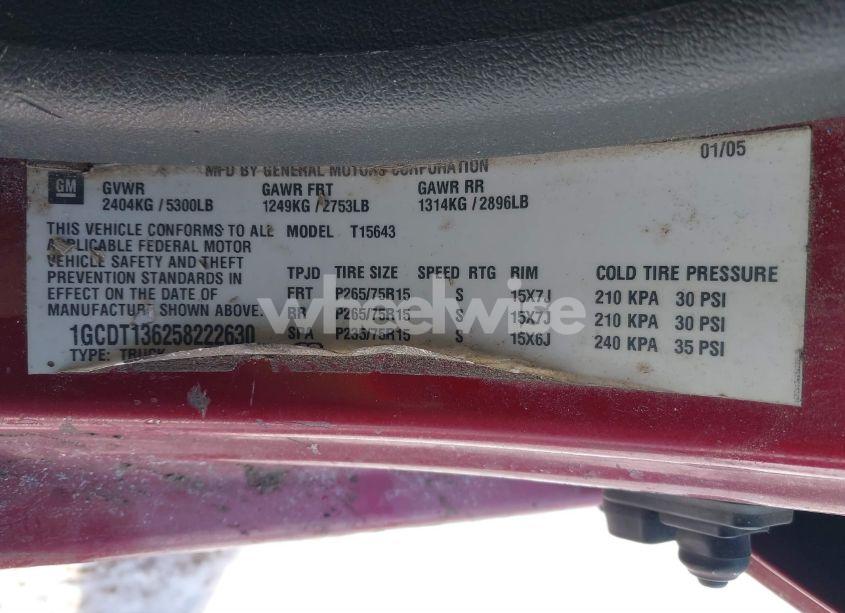 MFD BY GENERAL MOTORS CORPORATION
01/05
GM
GVWR GAWR FRT GAWR RR
2404KG / 5300LB 1249KG / 2753LB 1314KG / 2896LB
THIS VEHICLE CONFORMS TO ALL MODEL T15643
APPLICABLE FEDERAL MOTOR
VEHICLE SAFETY AND THEFT
PREVENTION STANDARDS IN
EFFECT ON THE DATE OF
MANUFACTURE SHOWN ABOVE.
1GCDT136258222630
TYPE: TRUCK
TPJD TIRE SIZE SPEED RTG RIM COLD TIRE PRESSURE
FRT P265/75R15 S 15X7J 210 KPA 30 PSI
RR P265/75R15 S 15X7J 210 KPA 30 PSI
SPA P235/75R15 S 15X6J 240 KPA 35 PSI
wheelwise